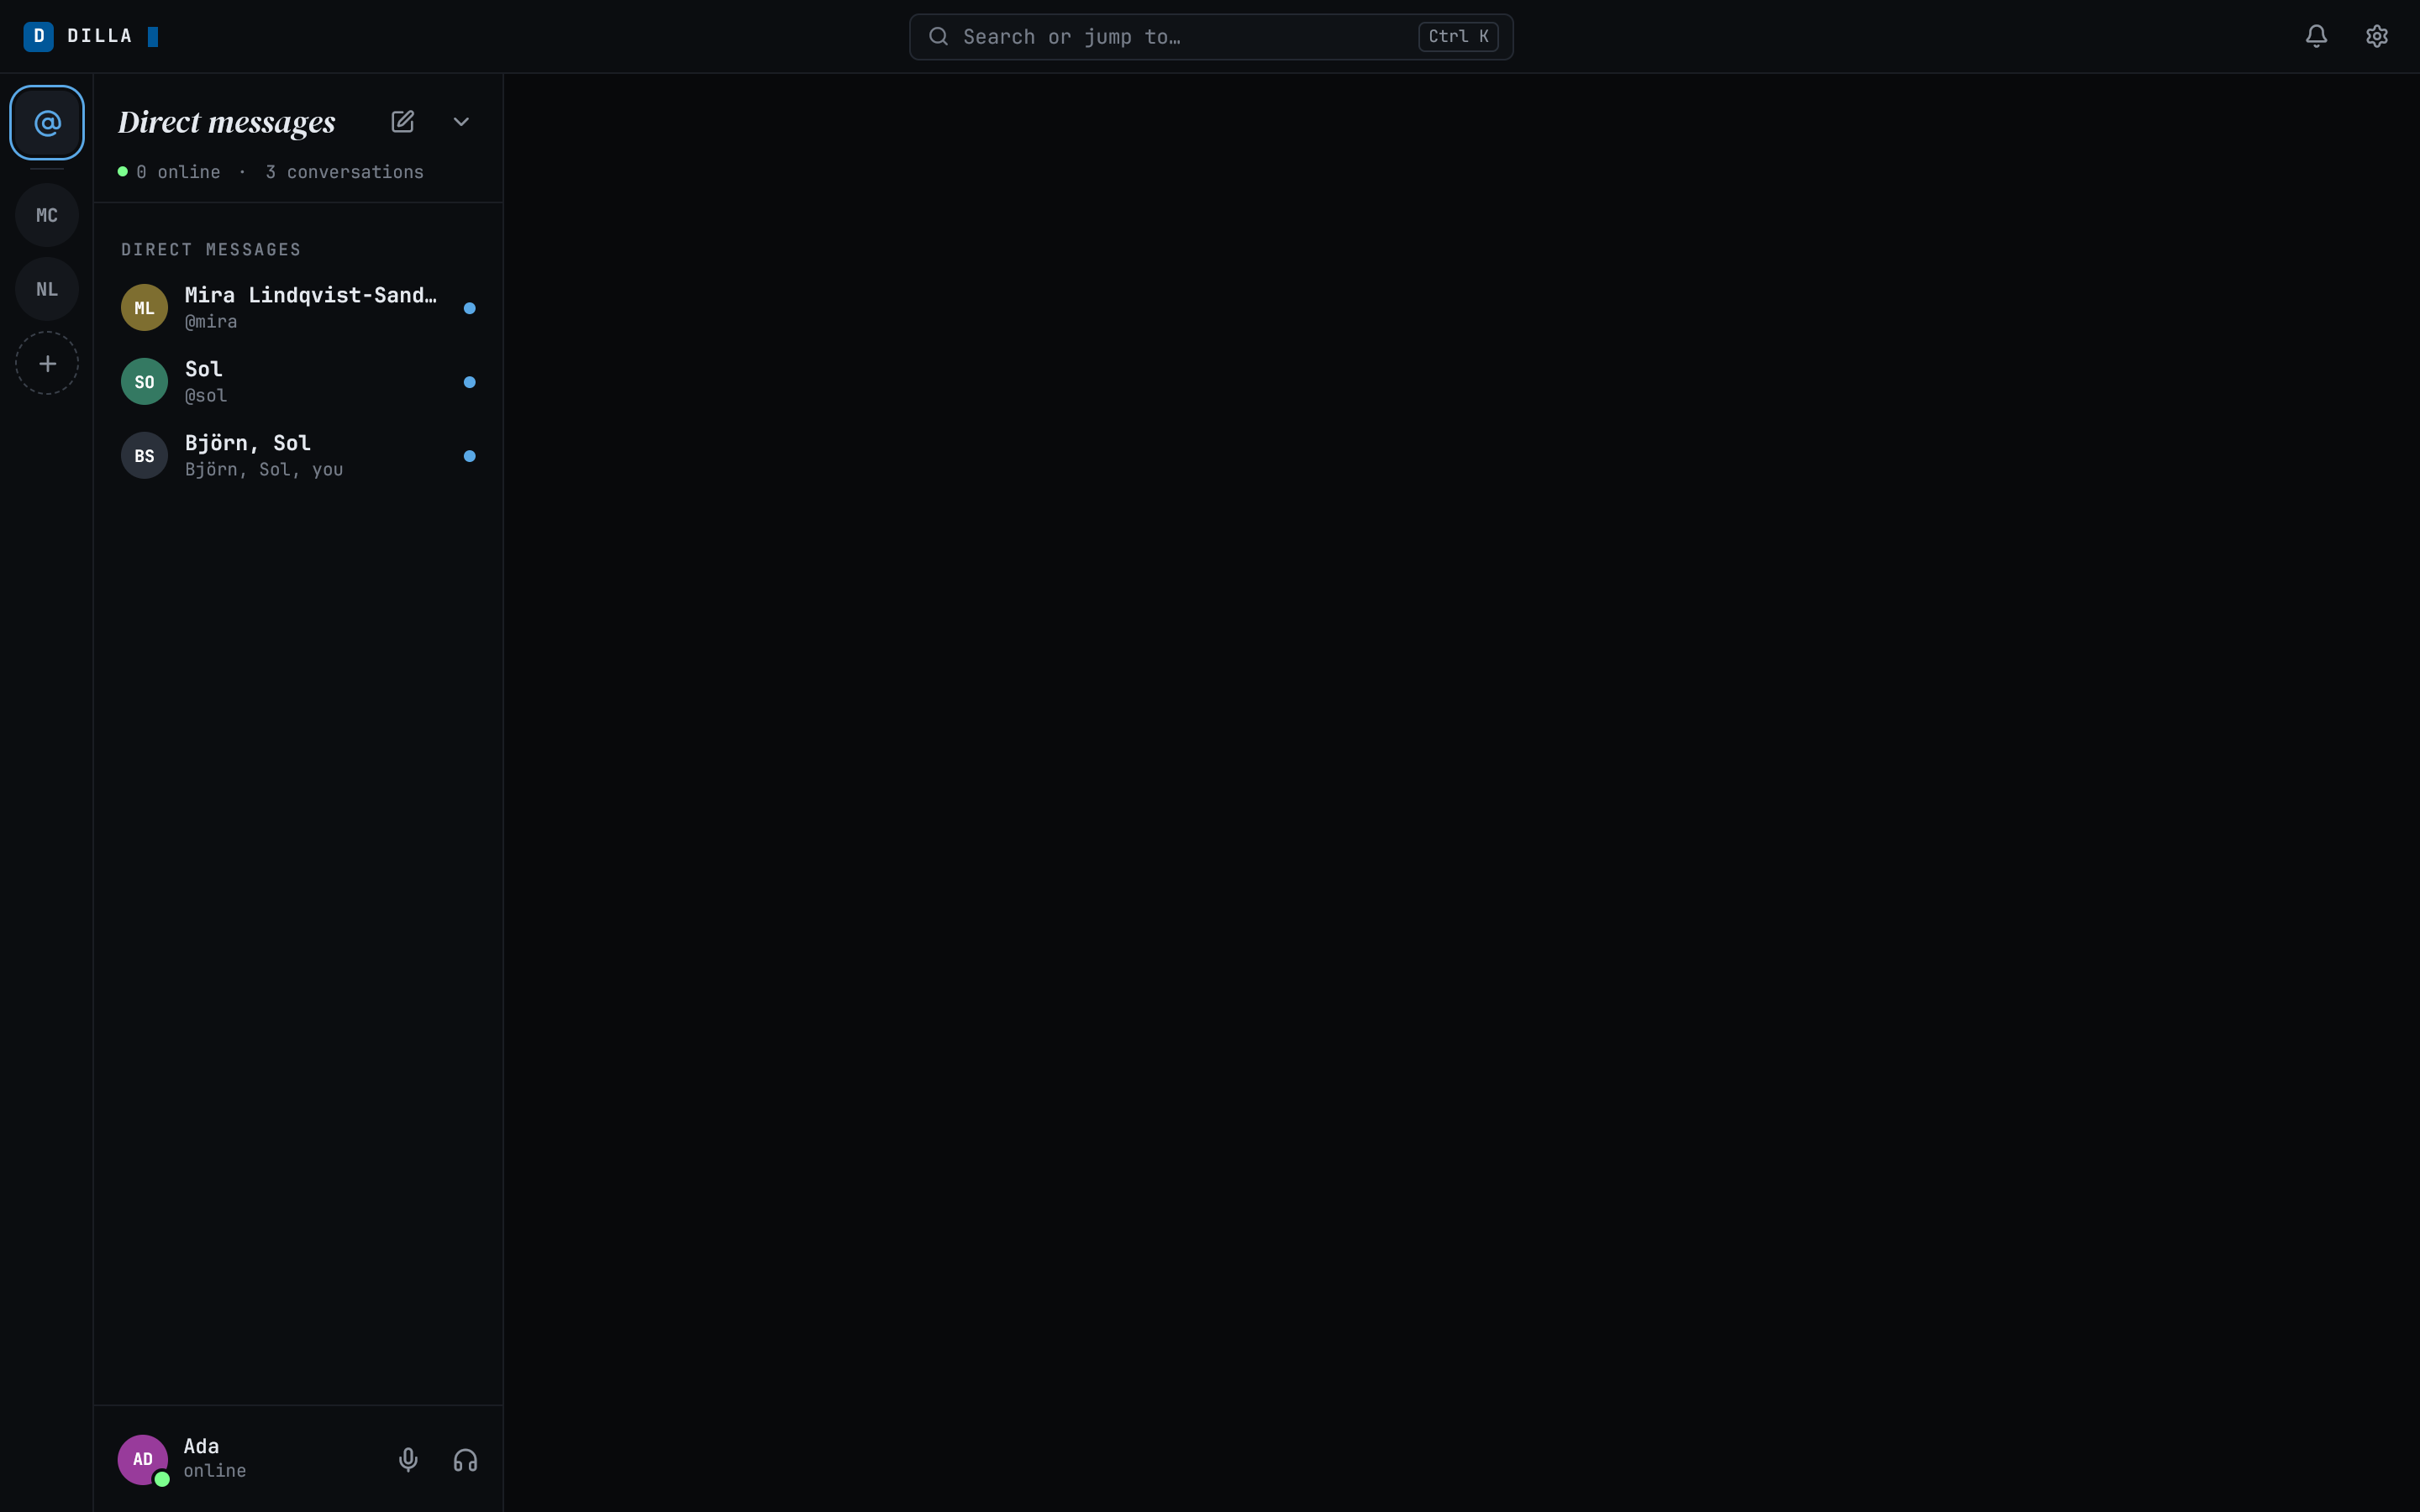 D DILLA
Search or jump to… Ctrl K
Direct messages
0 online · 3 conversations
MC
NL
DIRECT MESSAGES
ML Mira Lindqvist-Sand…
@mira
SO Sol
@sol
BS Björn, Sol
Björn, Sol, you
AD Ada
online